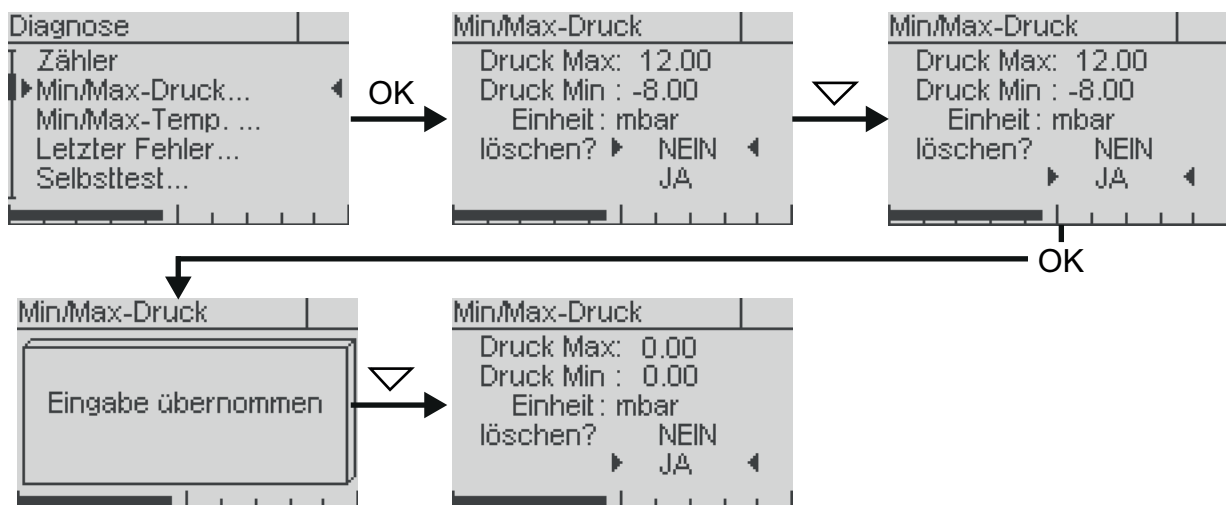 Diagnose
Zähler
Min/Max-Druck...
Min/Max-Temp. ...
Letzter Fehler...
Selbsttest...
OK
Min/Max-Druck
Druck Max: 12.00
Druck Min : -8.00
Einheit : mbar
löschen? NEIN
JA
Min/Max-Druck
Druck Max: 12.00
Druck Min : -8.00
Einheit : mbar
löschen? NEIN
JA
OK
Min/Max-Druck
Eingabe übernommen
Min/Max-Druck
Druck Max: 0.00
Druck Min : 0.00
Einheit : mbar
löschen? NEIN
JA